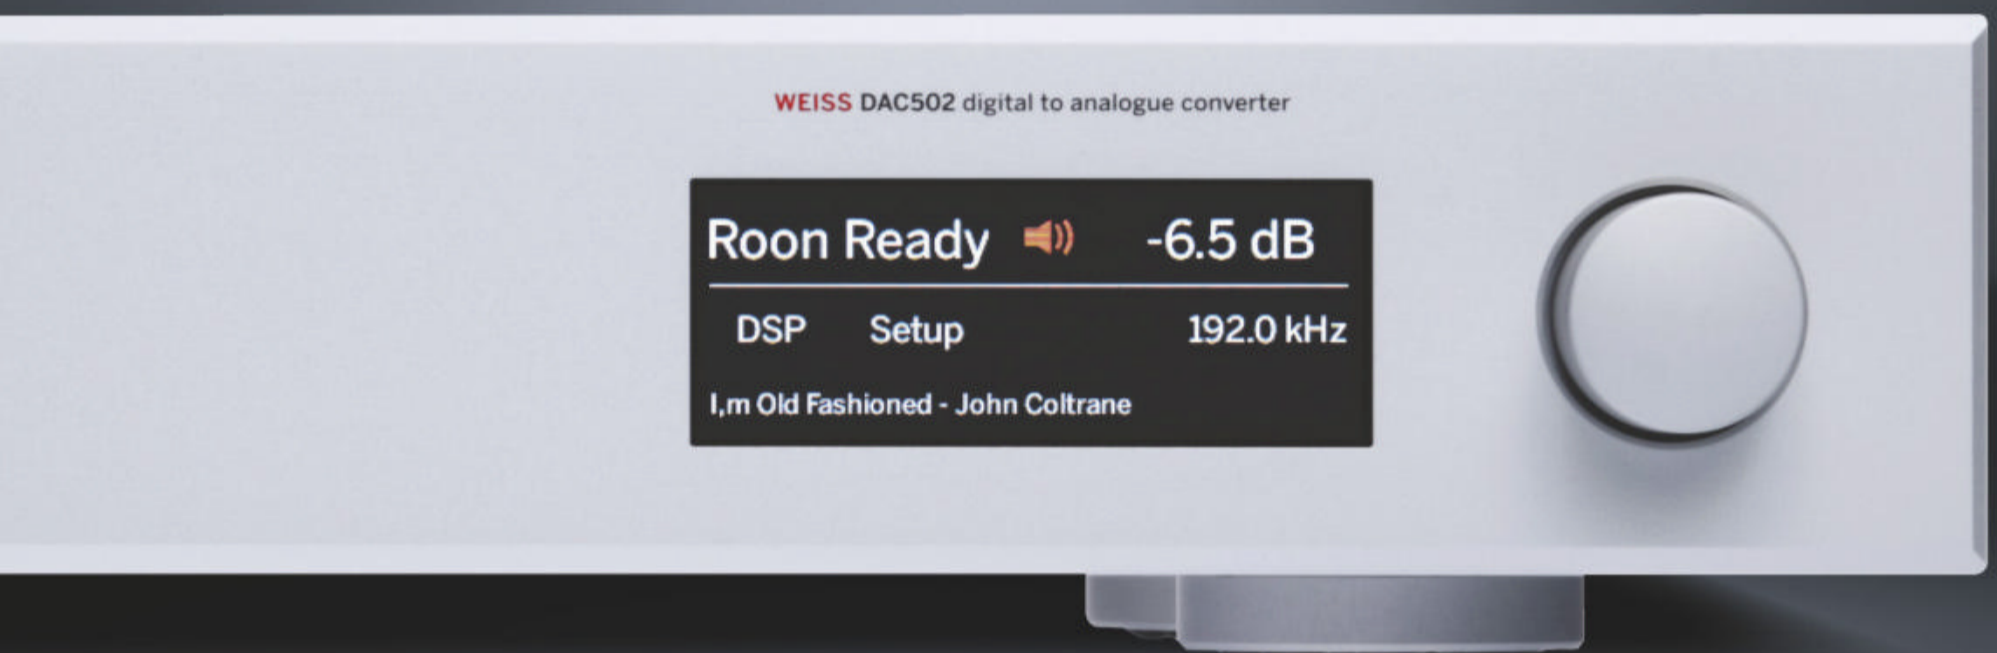 WEISS DAC502 digital to analogue converter
Roon Ready -6.5 dB
DSP Setup 192.0 kHz
I,m Old Fashioned - John Coltrane